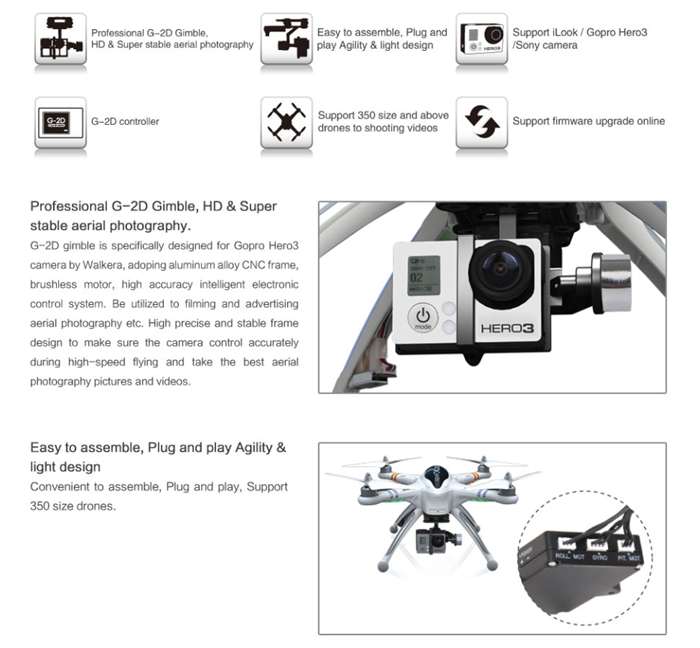 Professional G-2D Gimble,
HD & Super stable aerial photography
Easy to assemble, Plug and
play Agility & light design
Support iLook / Gopro Hero3
/Sony camera
HERO3
G-2D
G-2D controller
Support 350 size and above
drones to shooting videos
Support firmware upgrade online
Professional G-2D Gimble, HD & Super
stable aerial photography.
G-2D gimble is specifically designed for Gopro Hero3
camera by Walkera, adoping aluminum alloy CNC frame,
brushless motor, high accuracy intelligent electronic
control system. Be utilized to filming and advertising
aerial photography etc. High precise and stable frame
design to make sure the camera control accurately
during high-speed flying and take the best aerial
photography pictures and videos.
02
mode
HERO3
Easy to assemble, Plug and play Agility &
light design
Convenient to assemble, Plug and play, Support
350 size drones.
ROLL MOT GYRO PIT MOT